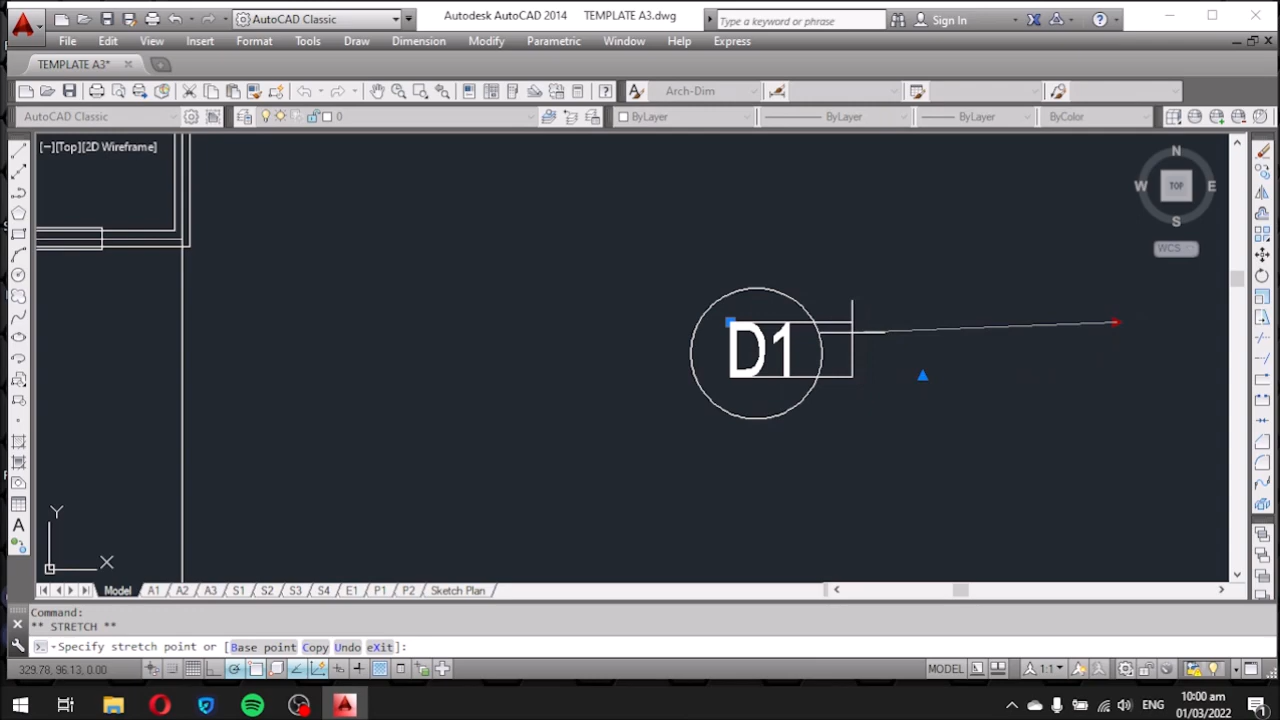 AutoCAD Classic
Autodesk AutoCAD 2014 TEMPLATE A3.dwg
Type a keyword or phrase
Sign In
File Edit View Insert Format Tools Draw Dimension Modify Parametric Window Help Express
TEMPLATE A3*
Arch-Dim
AutoCAD Classic
0
ByLayer
ByLayer
ByLayer
ByColor
[−][Top][2D Wireframe]
N
W TOP E
S
WCS
D1
Y
X
Model A1 A2 A3 S1 S2 S3 S4 E1 P1 P2 Sketch Plan
Command:
** STRETCH **
Specify stretch point or [Base point Copy Undo eXit]:
329.78, 96.13, 0.00
MODEL
1:1
ENG
10:00 am
01/03/2022